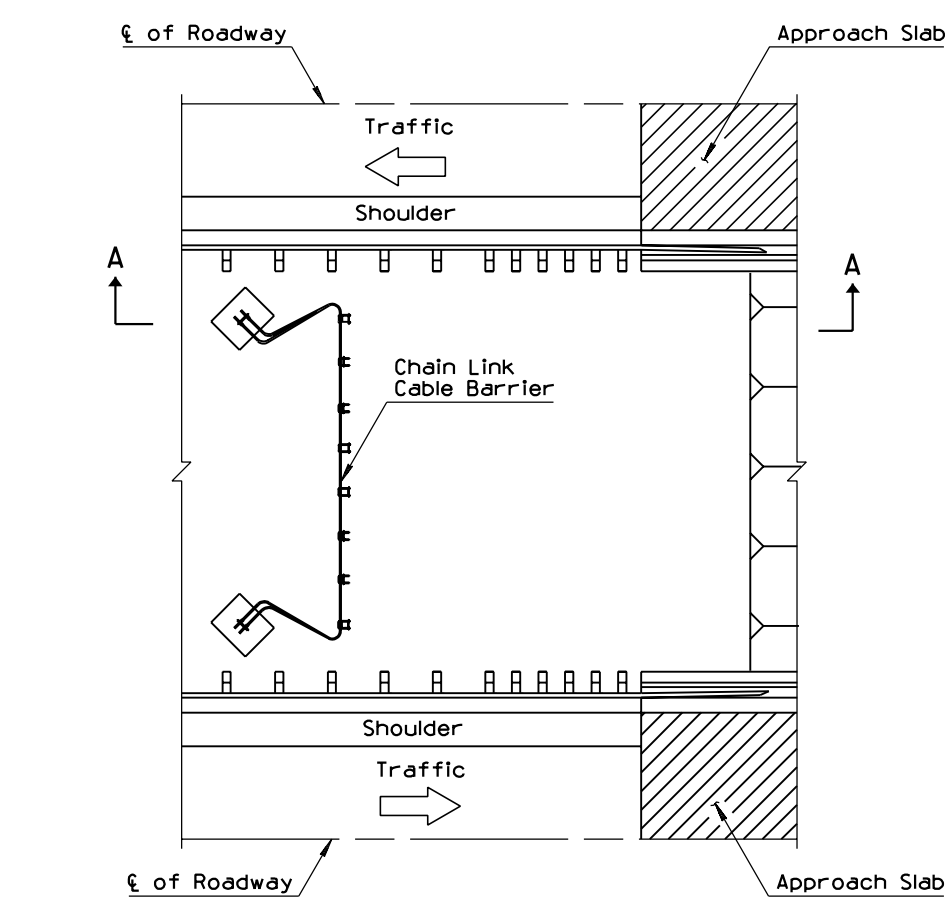 ℄ of Roadway
Approach Slab
Traffic
Shoulder
A
A
Chain Link
Cable Barrier
Shoulder
Traffic
℄ of Roadway
Approach Slab